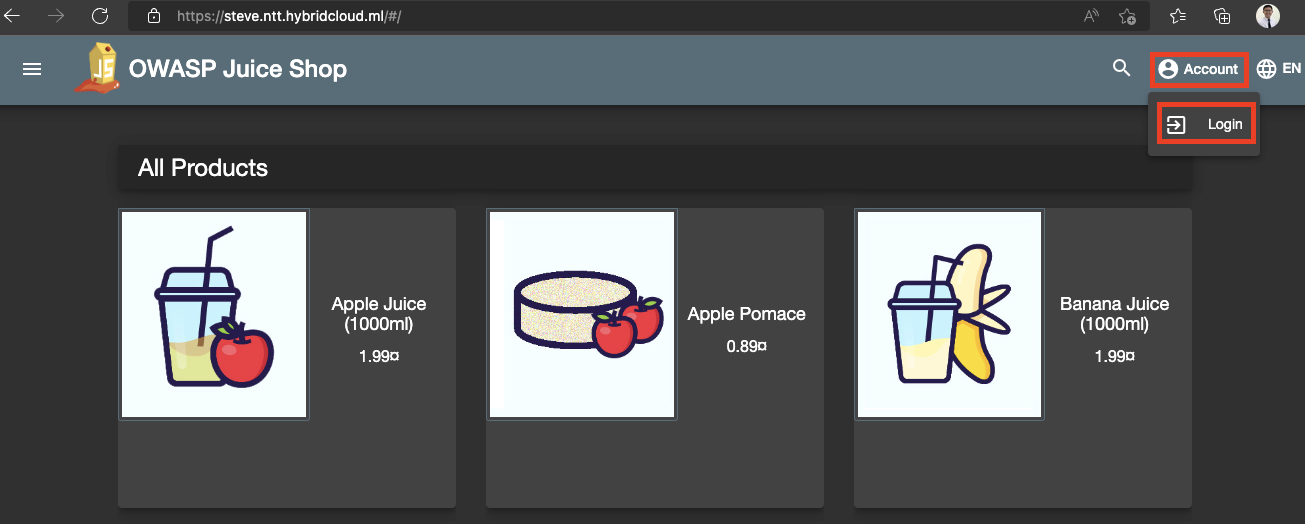 https://steve.ntt.hybridcloud.ml/#/
JS
OWASP Juice Shop
Account
EN
Login
All Products
Apple Juice
(1000ml)
1.99¤
Apple Pomace
0.89¤
Banana Juice
(1000ml)
1.99¤